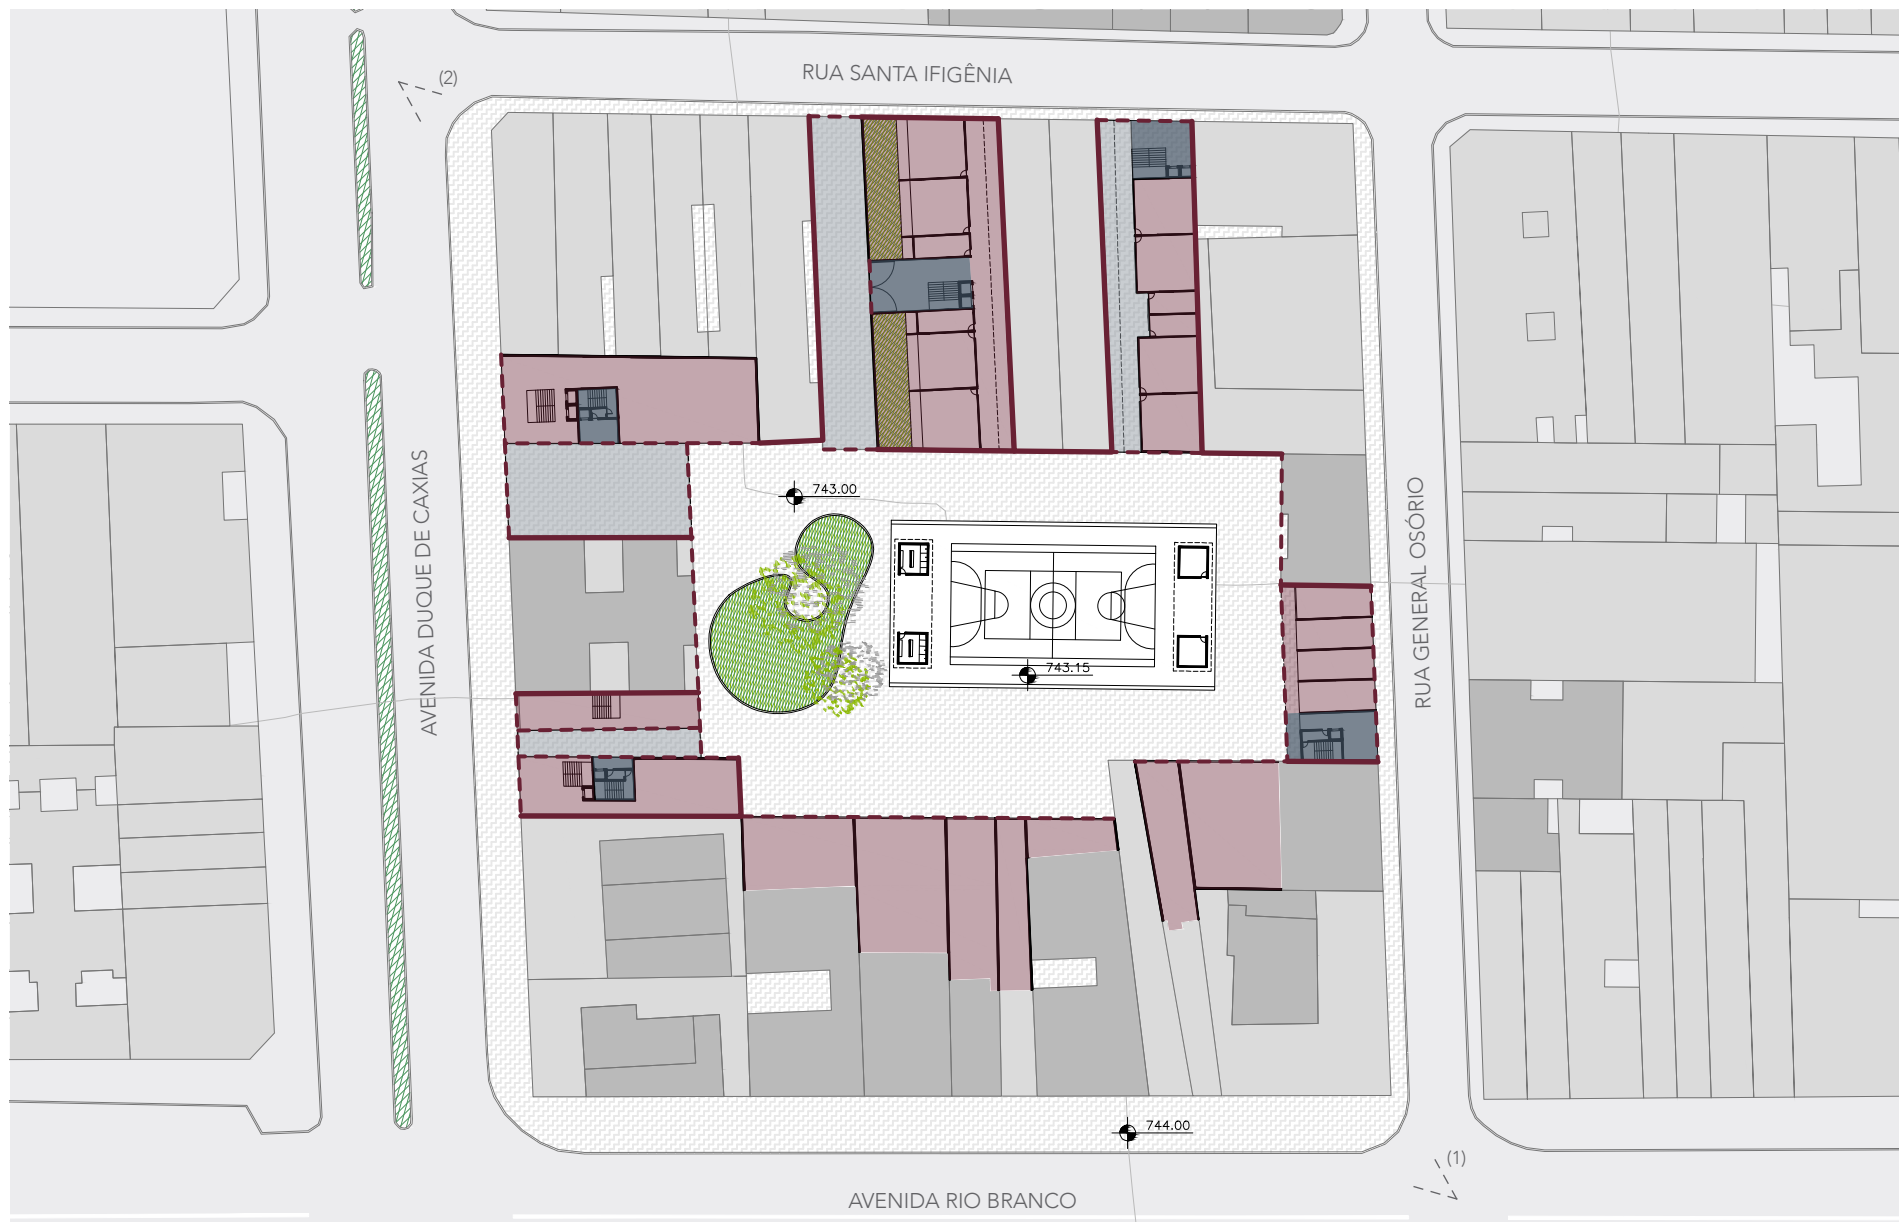 (2)
RUA SANTA IFIGÊNIA
743.00
AVENIDA DUQUE DE CAXIAS
RUA GENERAL OSÓRIO
743.15
744.00
(1)
AVENIDA RIO BRANCO